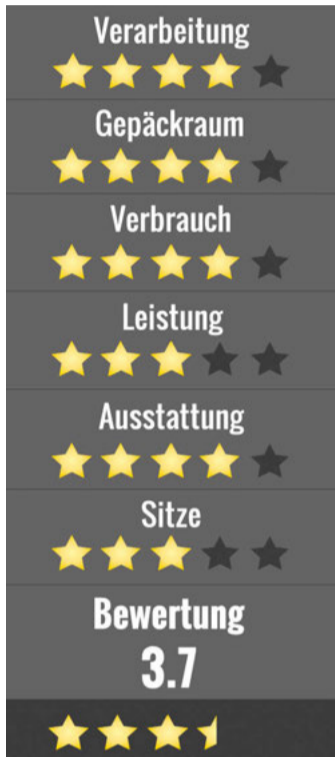 Verarbeitung
Gepäckraum
Verbrauch
Leistung
Ausstattung
Sitze
Bewertung
3.7